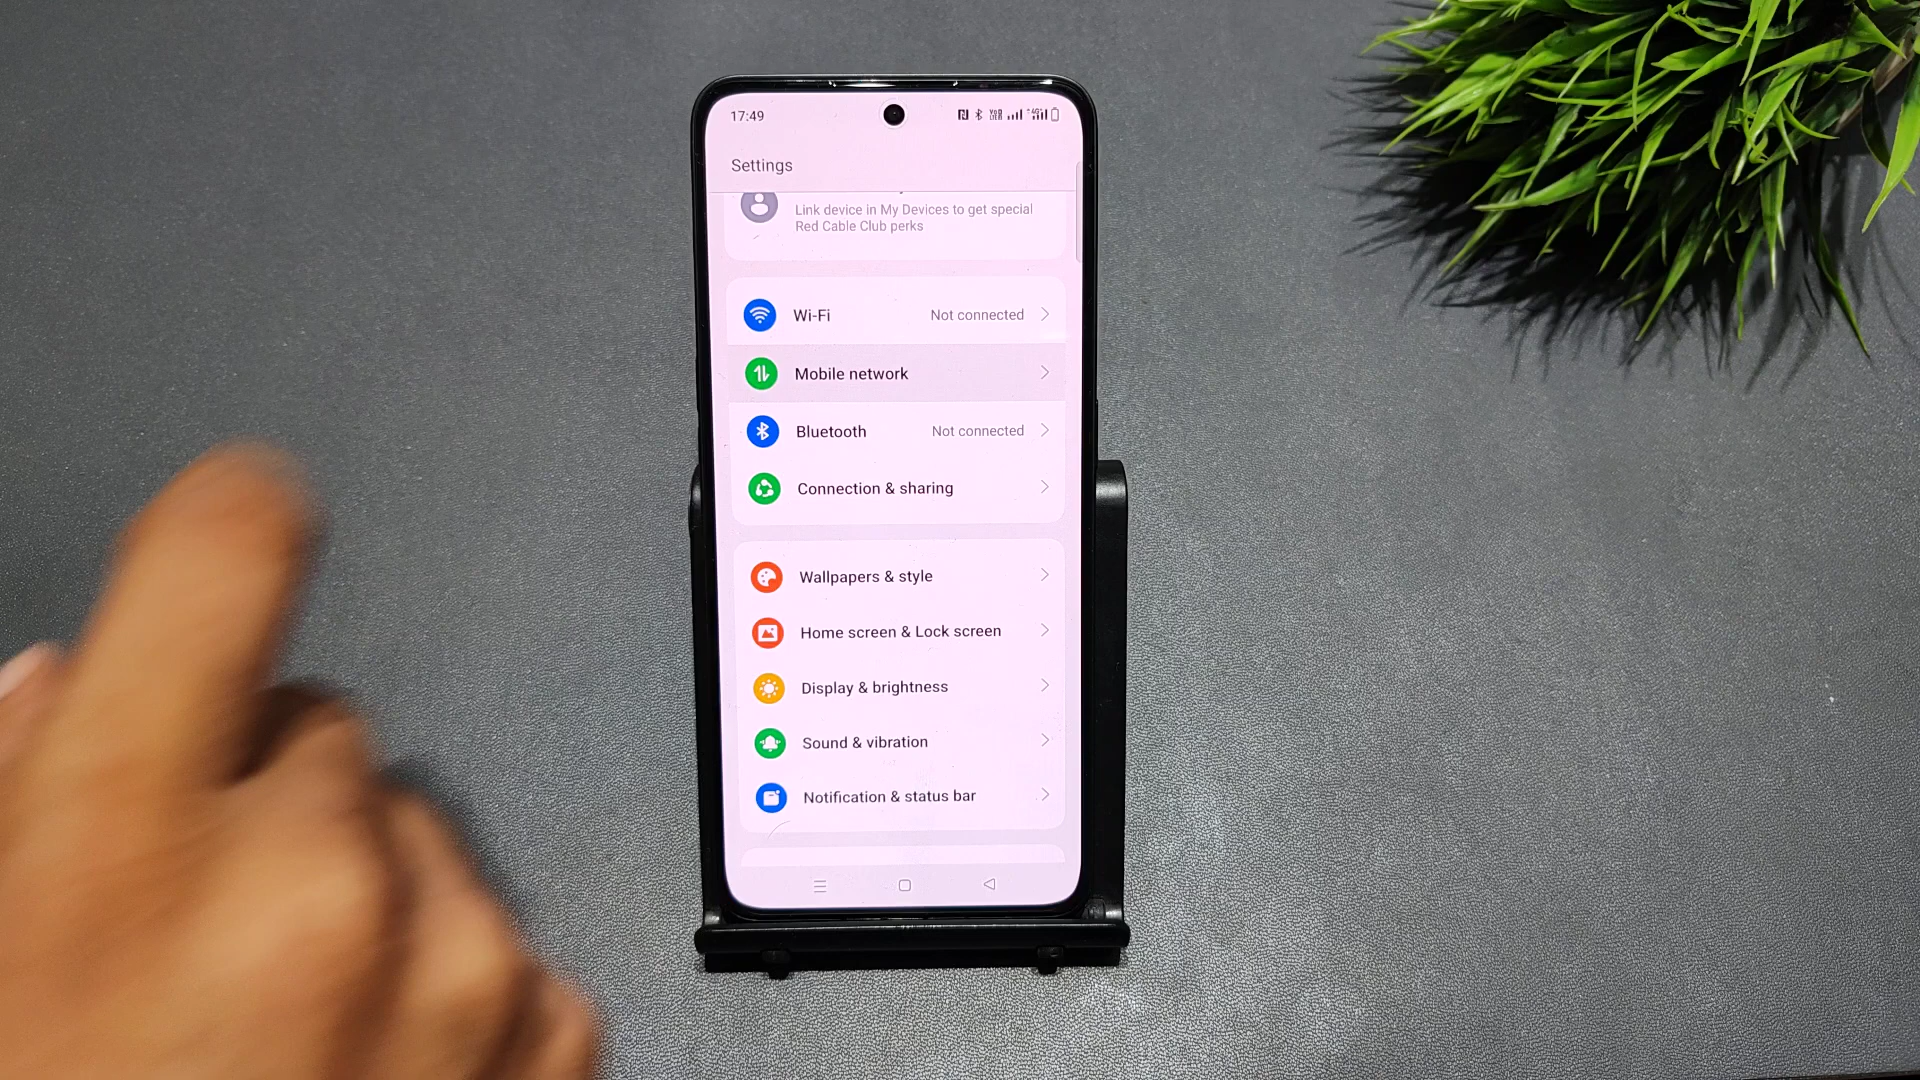 17:49
Settings
Link device in My Devices to get special
Red Cable Club perks
Wi-Fi Not connected
Mobile network
Bluetooth Not connected
Connection & sharing
Wallpapers & style
Home screen & Lock screen
Display & brightness
Sound & vibration
Notification & status bar